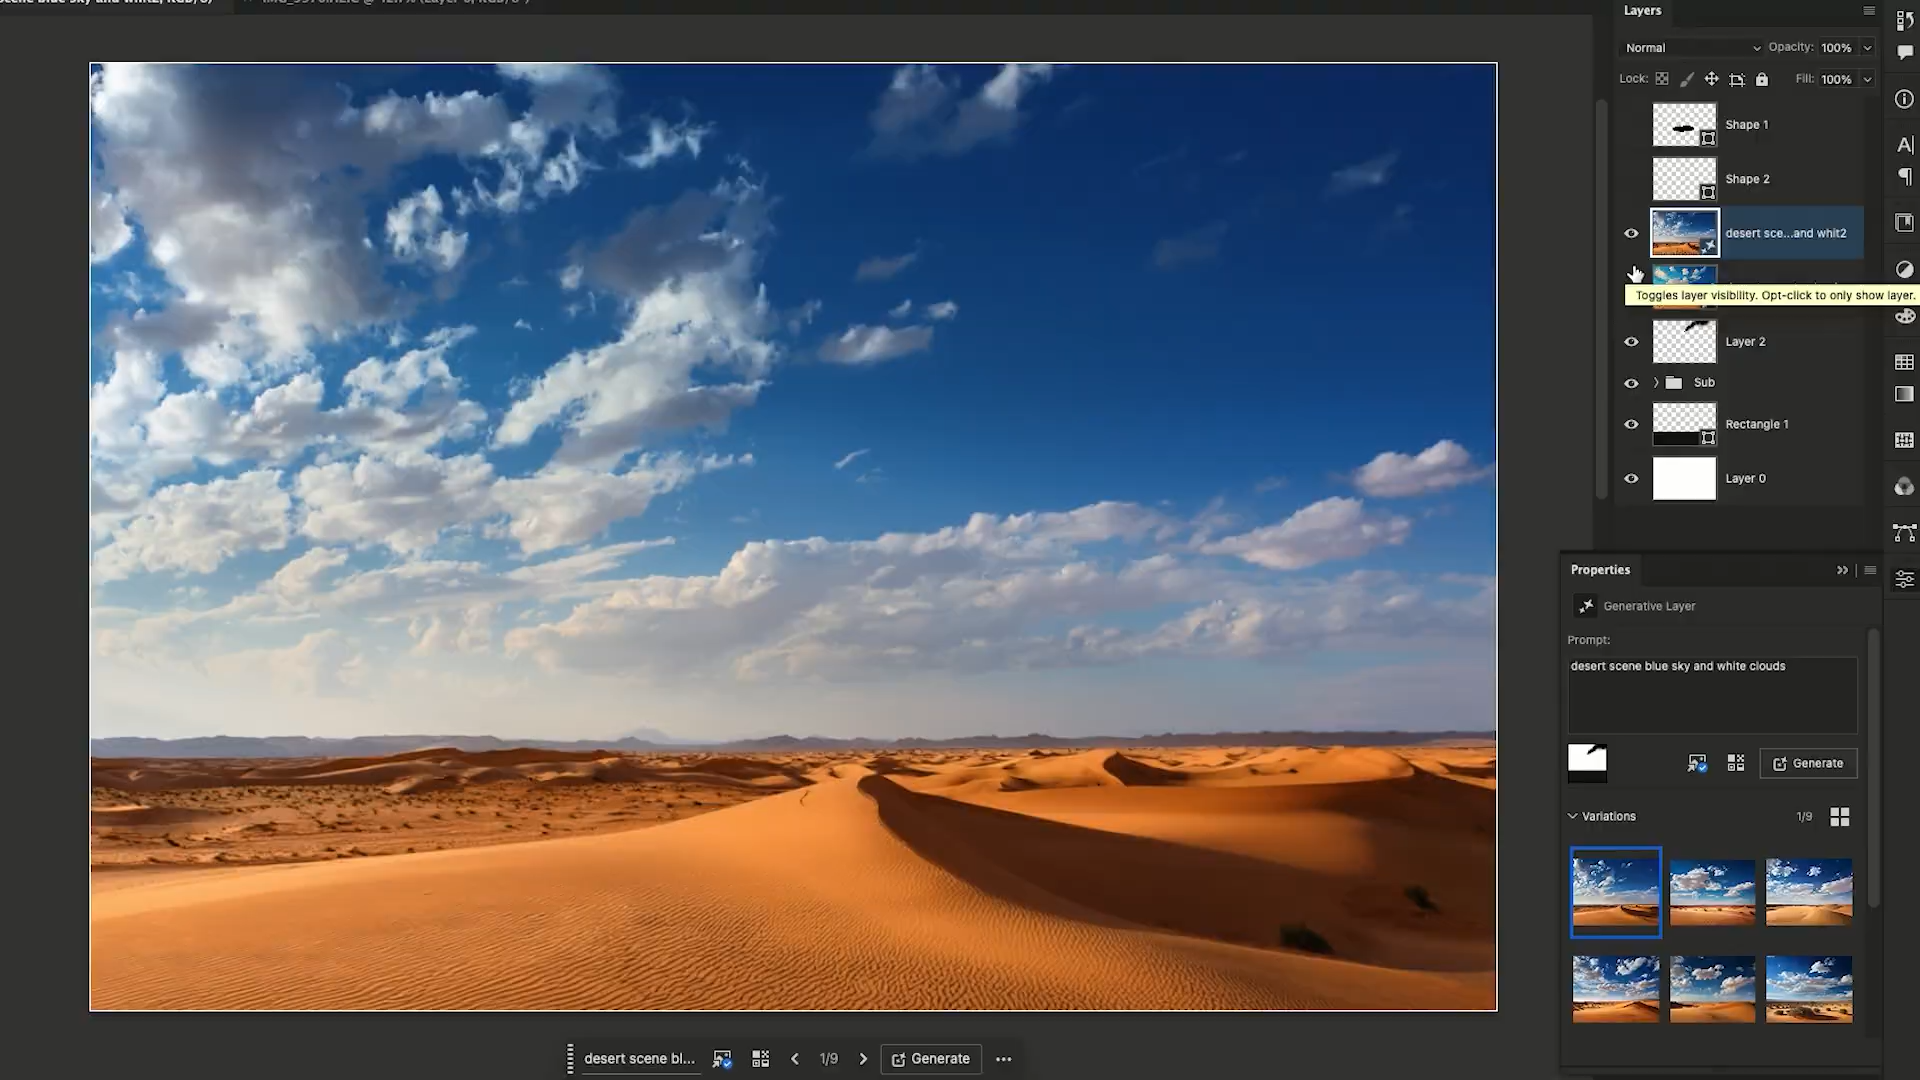 Layers
Normal
Opacity: 100%
Lock:
Fill: 100%
Shape 1
Shape 2
desert sce...and whit2
Toggles layer visibility. Opt-click to only show layer.
Layer 2
Sub
Rectangle 1
Layer 0
Properties
Generative Layer
Prompt:
desert scene blue sky and white clouds
Generate
Variations
1/9
desert scene bl...
1/9
Generate